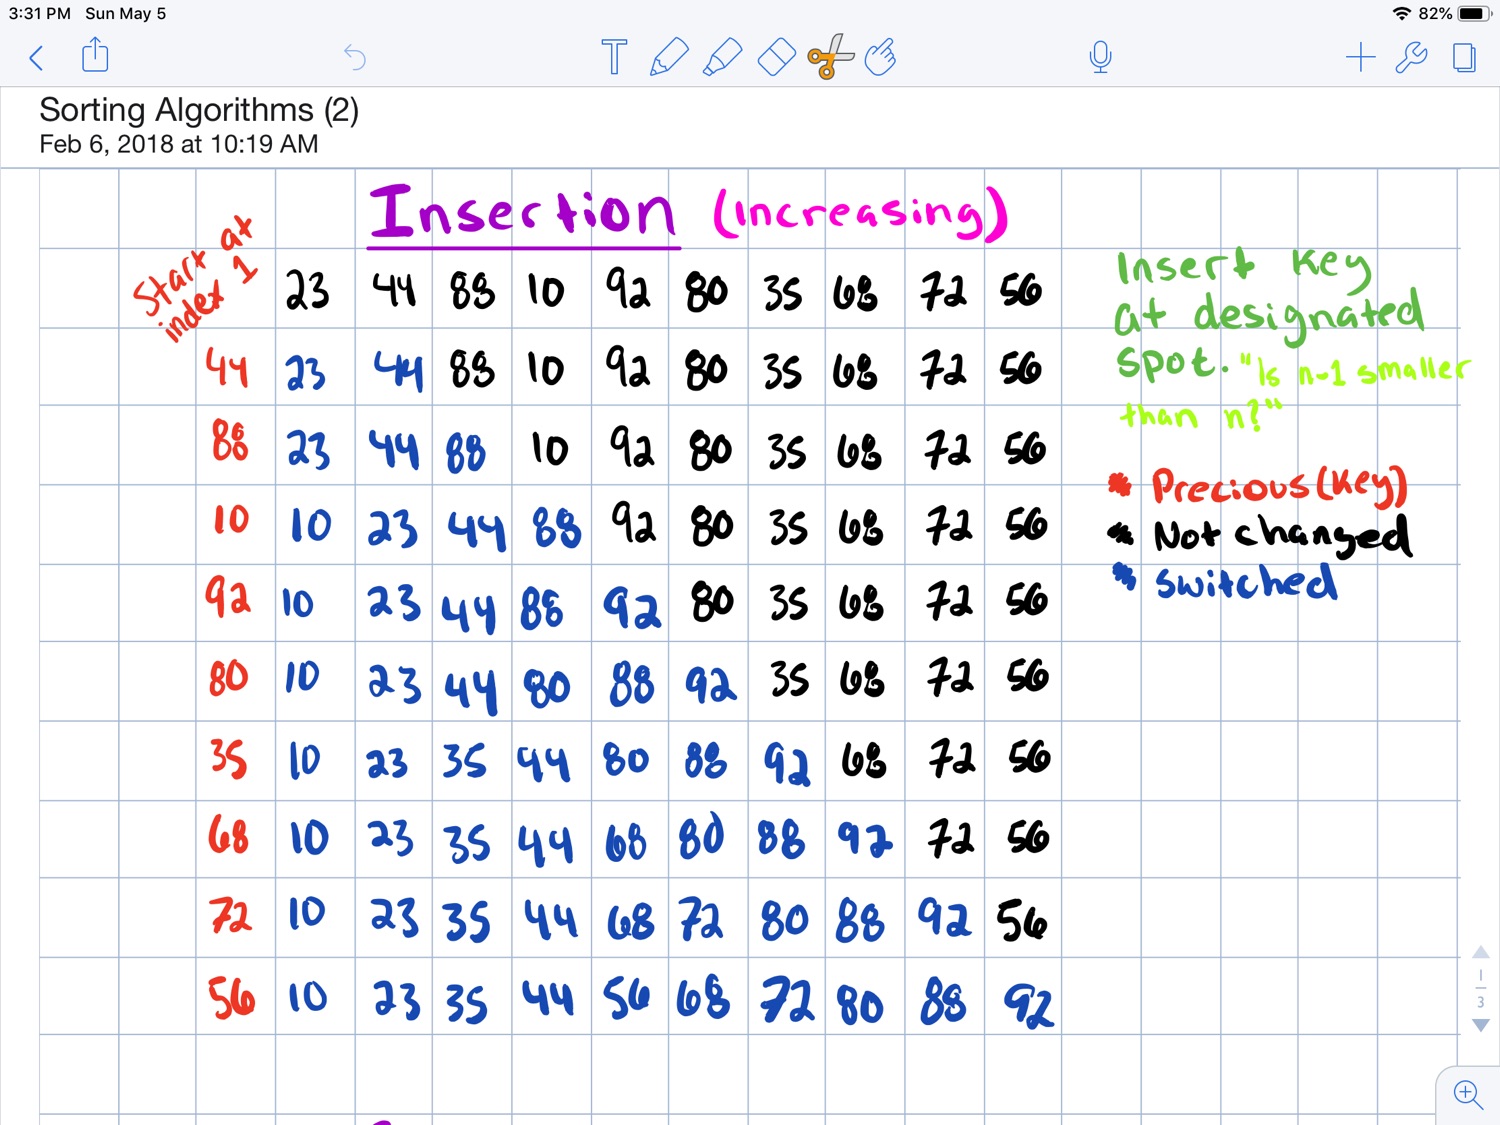 3:31 PM Sun May 5 82%
T
Sorting Algorithms (2)
Feb 6, 2018 at 10:19 AM
Insertion (Increasing)
Start at
index 1
23 44 88 10 92 80 35 68 72 56
44 23 44 88 10 92 80 35 68 72 56
88 23 44 88 10 92 80 35 68 72 56
10 10 23 44 88 92 80 35 68 72 56
92 10 23 44 88 92 80 35 68 72 56
80 10 23 44 80 88 92 35 68 72 56
35 10 23 35 44 80 88 92 68 72 56
68 10 23 35 44 68 80 88 92 72 56
72 10 23 35 44 68 72 80 88 92 56
56 10 23 35 44 56 68 72 80 88 92
Insert Key
at designated
spot. "Is n-1 smaller
than n?"
* Precious (Key)
* Not changed
* Switched
1
3